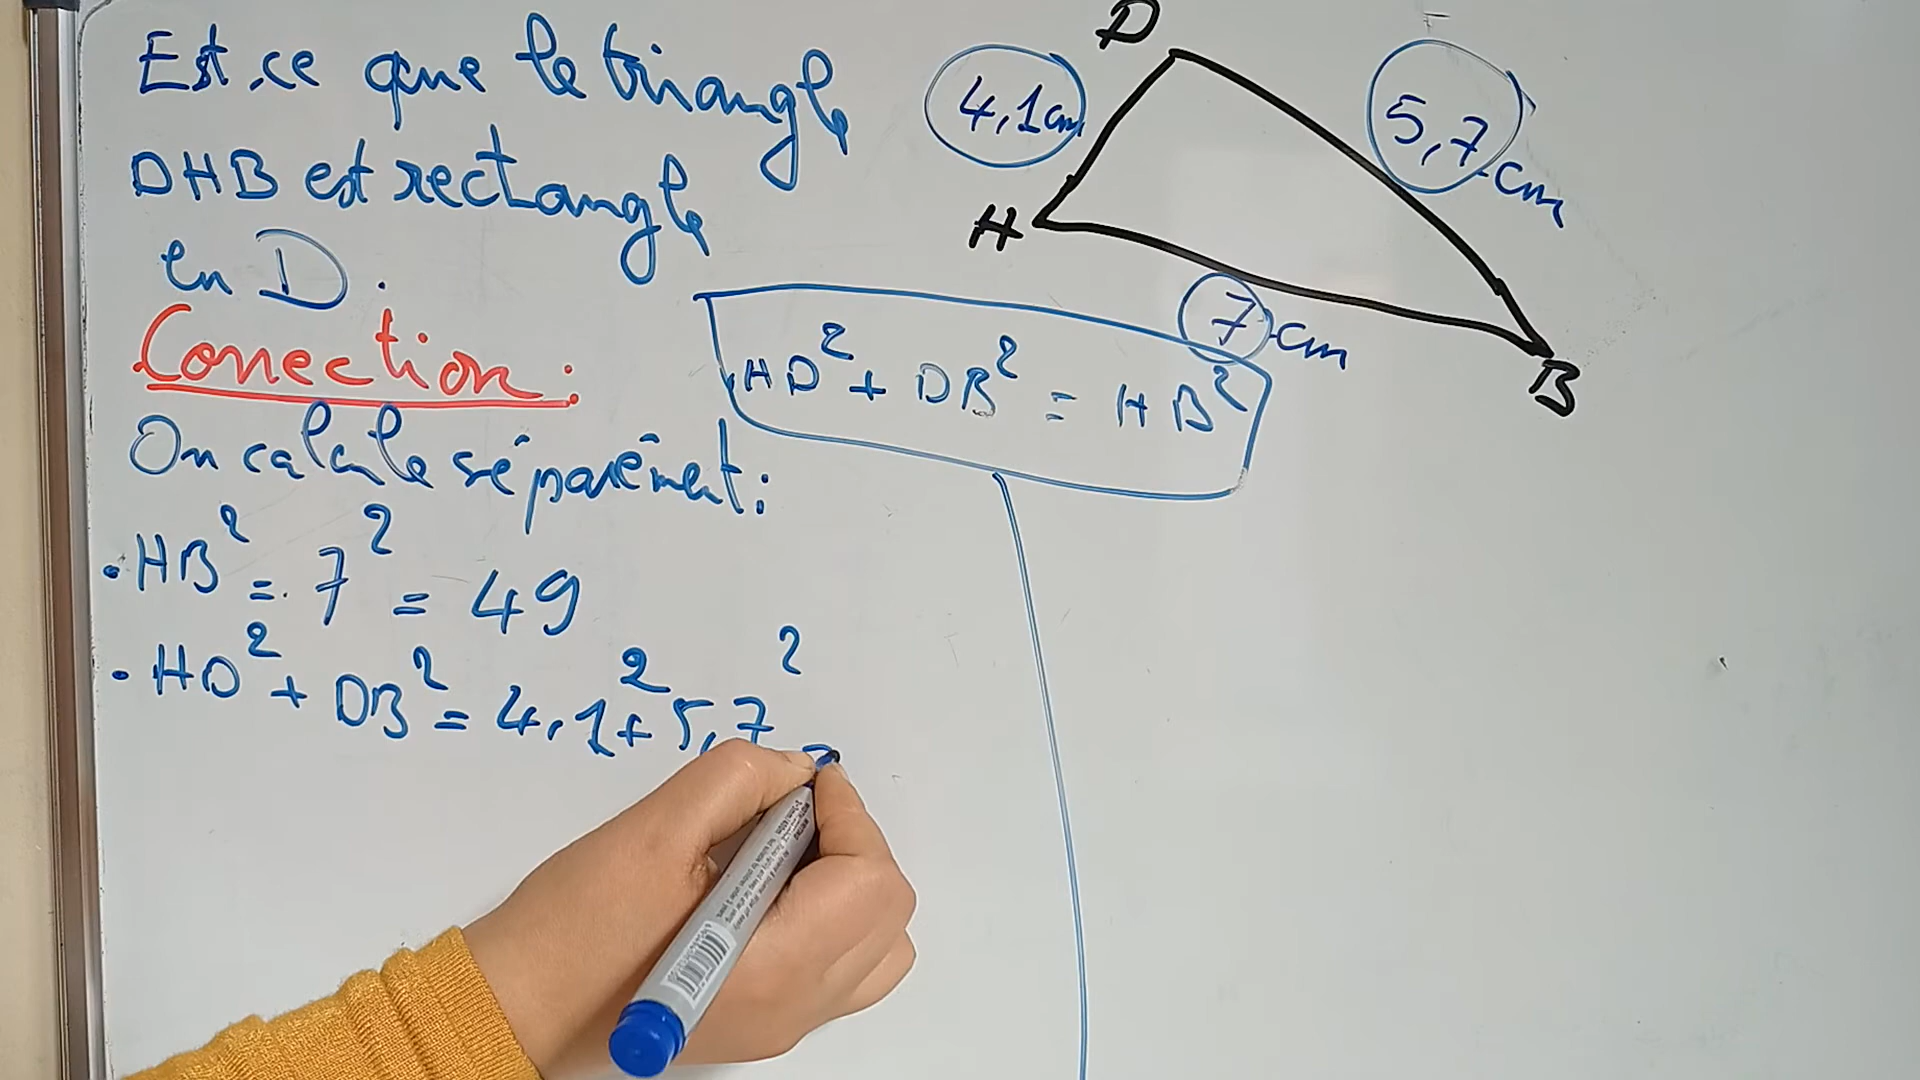 Est.ce que le triangle
DHB est rectangle
en D.
Correction:
On calcule séparément:
• HB² = 7² = 49
• HD² + DB² = 4,1² + 5,7² =
D
4,1cm
5,7 cm
H
7 cm
B
HD² + DB² = HB²